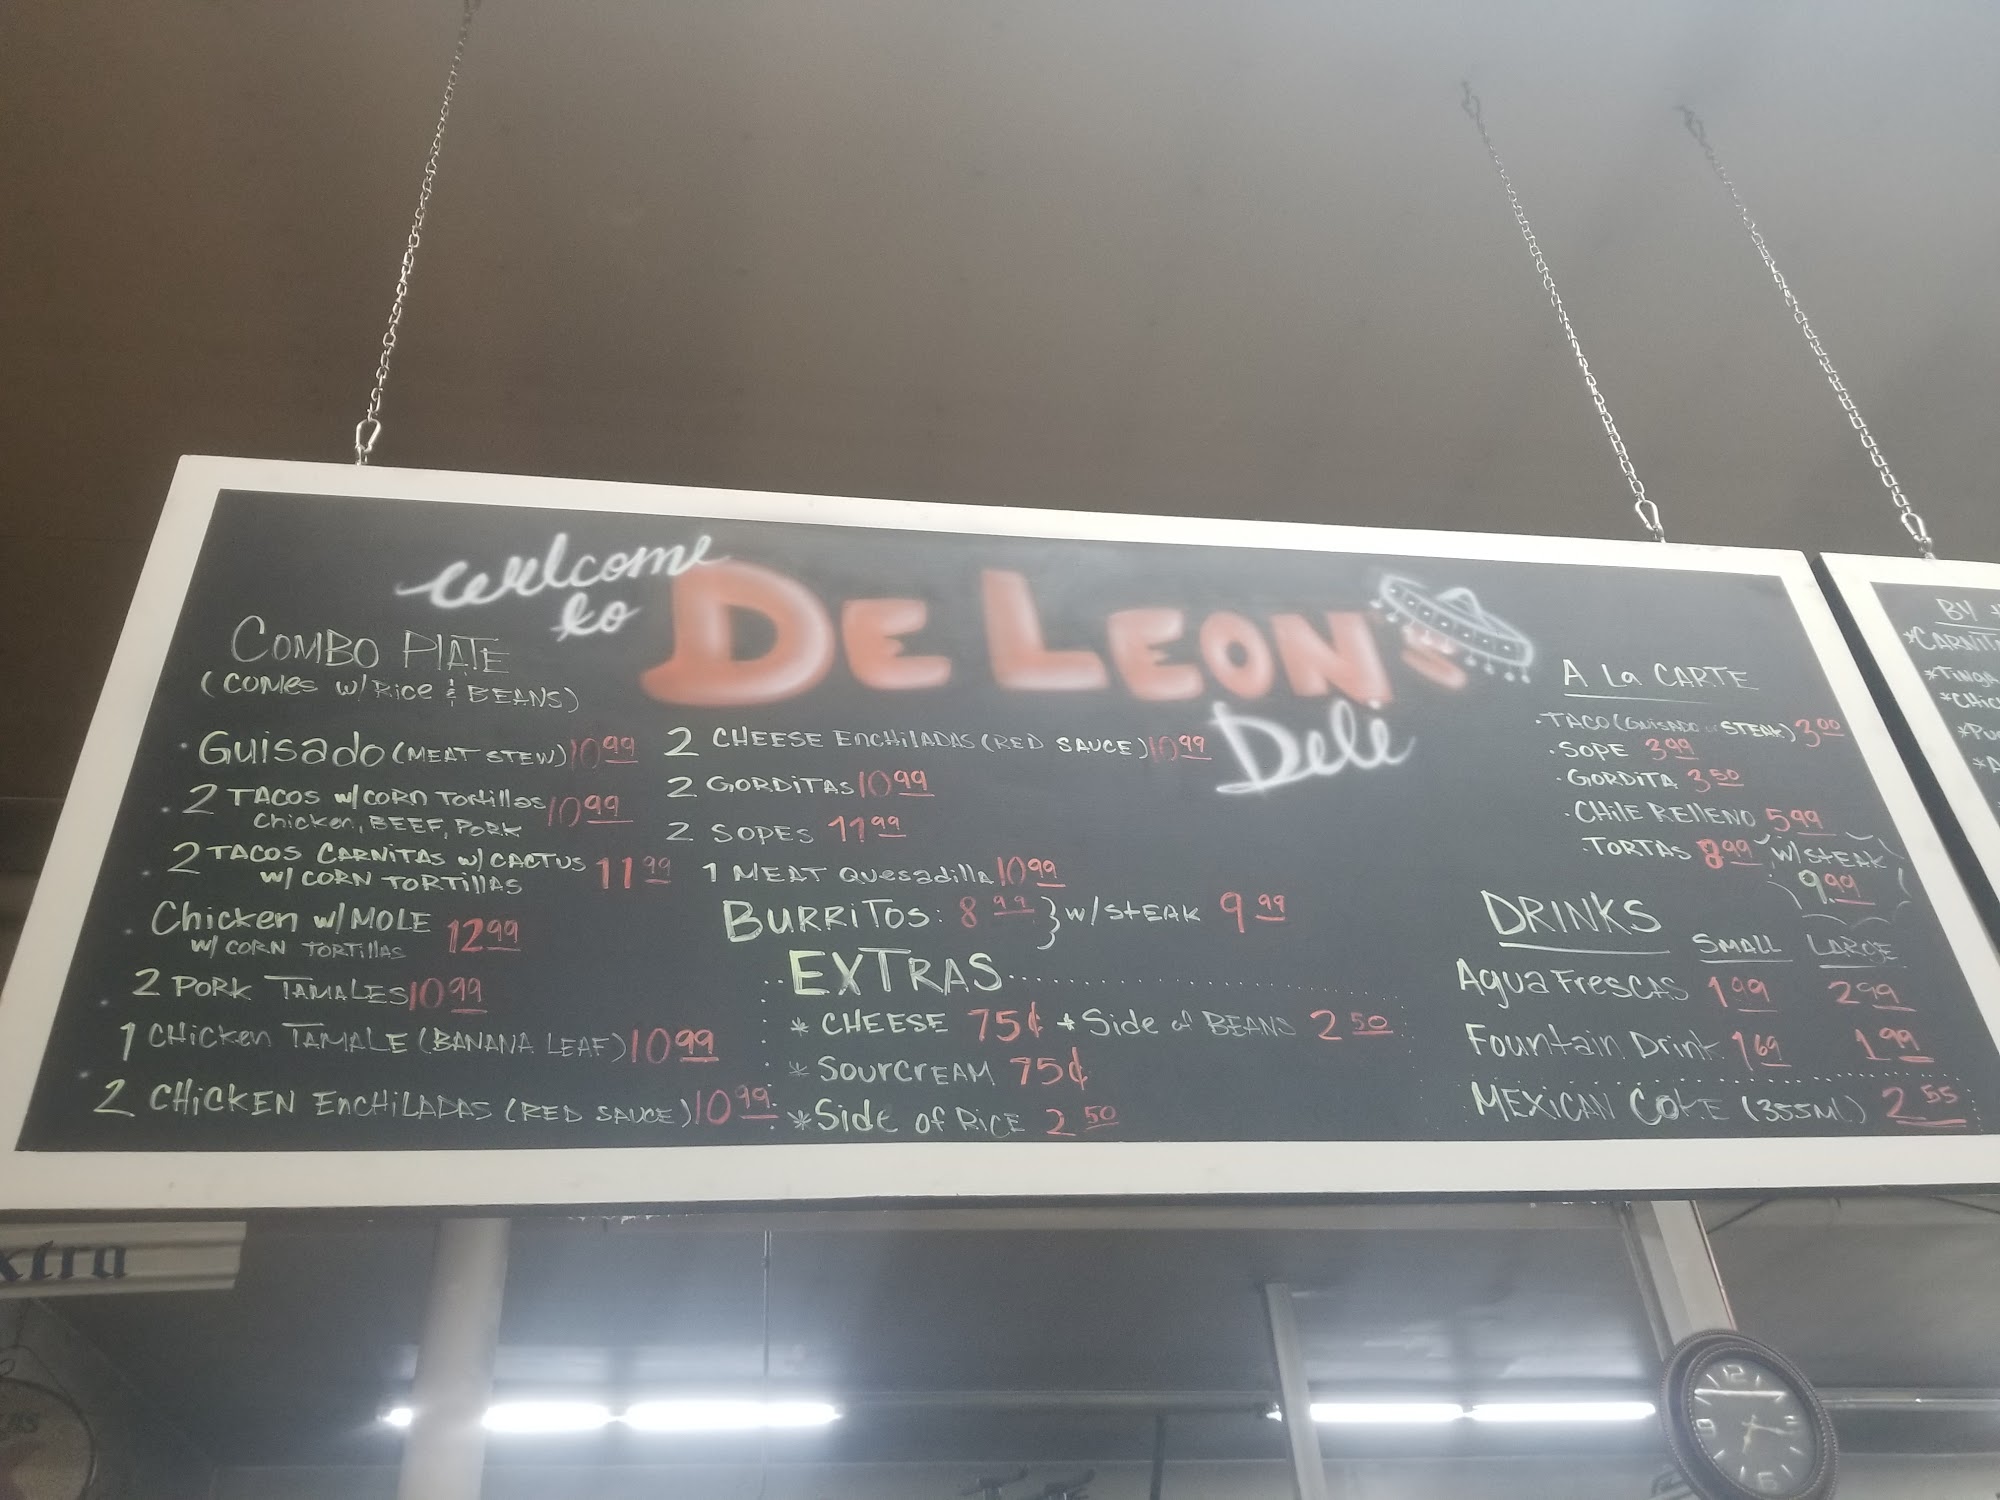 welcome
to
DE LEON'S
Deli
COMBO PLATE
(COMES w/ Rice & BEANS)
· Guisado (MEAT STEW) 10.99
· 2 TACOS w/ CORN Tortillas 10.99
Chicken, BEEF, PORK
· 2 TACOS CARNITAS w/ CACTUS 11.99
w/ CORN TORTillAS
· Chicken w/ MOLE 12.99
w/ CORN TORTillAS
· 2 PORK TAMALES 10.99
1 CHicken TAMALE (BANANA LEAF) 10.99
· 2 CHiCKEN EncHiLADAS (RED SAUCE) 10.99
2 CHEESE EncHiLADAS (RED SAUCE) 10.99
2 GORDiTAS 10.99
2 SOPES 11.99
1 MEAT Quesadilla 10.99
BURRiTOS: 8.99 } w/ STEAK 9.99
EXTRAS
* CHEESE 75¢ * Side of BEANS 2.50
* SOURCREAM 75¢
* Side of RiCE 2.50
A La CARTE
· TACO (GUISADO or STEAK) 3.00
· SOPE 3.99
· GORDiTA 3.50
· CHiLE REllENO 5.99
· TORTAS 8.99 w/ STEAK
9.99
DRINKS SMALL LARGE
Agua Frescas 1.99 2.99
Fountain Drink 1.69 1.99
MEXICAN COKE (355ML) 2.55
BY
*CARNIT
*TINGA
*CHIC
xtra
12